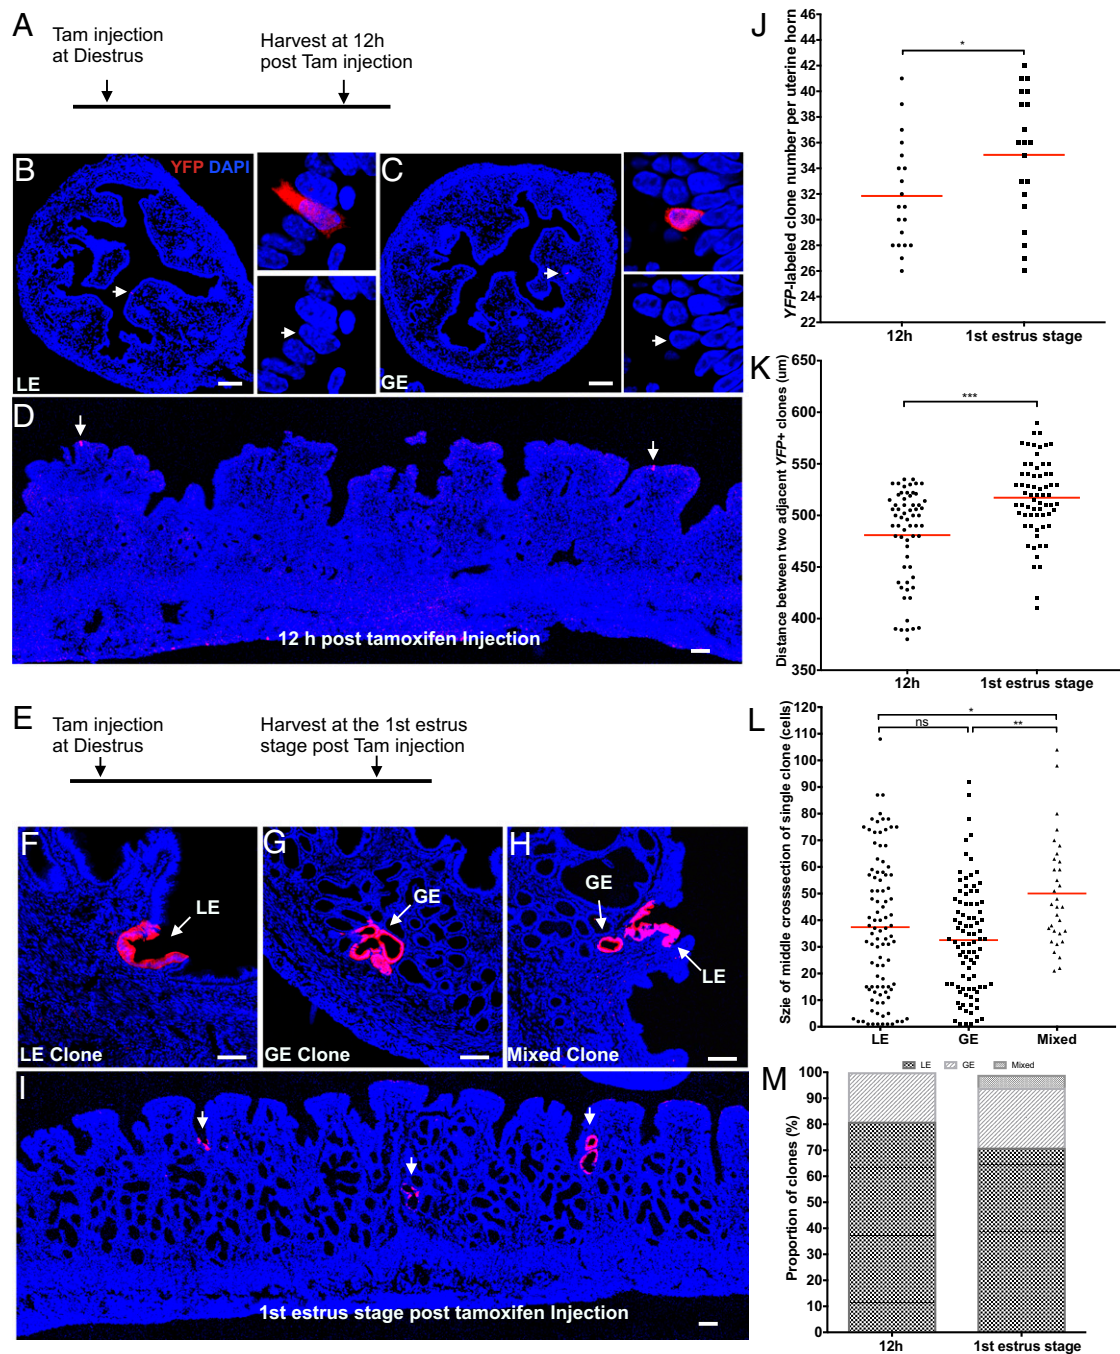 A
Tam injection
at Diestrus
Harvest at 12h
post Tam injection
B
YFP DAPI
LE
C
GE
D
12 h post tamoxifen Injection
E
Tam injection
at Diestrus
Harvest at the 1st estrus
stage post Tam injection
F
LE
LE Clone
G
GE
GE Clone
H
GE
LE
Mixed Clone
I
1st estrus stage post tamoxifen Injection
J
YFP-labeled clone number per uterine horn
46
44
42
40
38
36
34
32
30
28
26
24
22
*
12h
1st estrus stage
K
Distance between two adjacent YFP+ clones (um)
650
600
550
500
450
400
350
***
12h
1st estrus stage
L
Szie of middle crosssection of single clone (cells)
120
110
100
90
80
70
60
50
40
30
20
10
0
*
ns
**
LE
GE
Mixed
M
LE
GE
Mixed
Proportion of clones (%)
100
90
80
70
60
50
40
30
20
10
0
12h
1st estrus stage